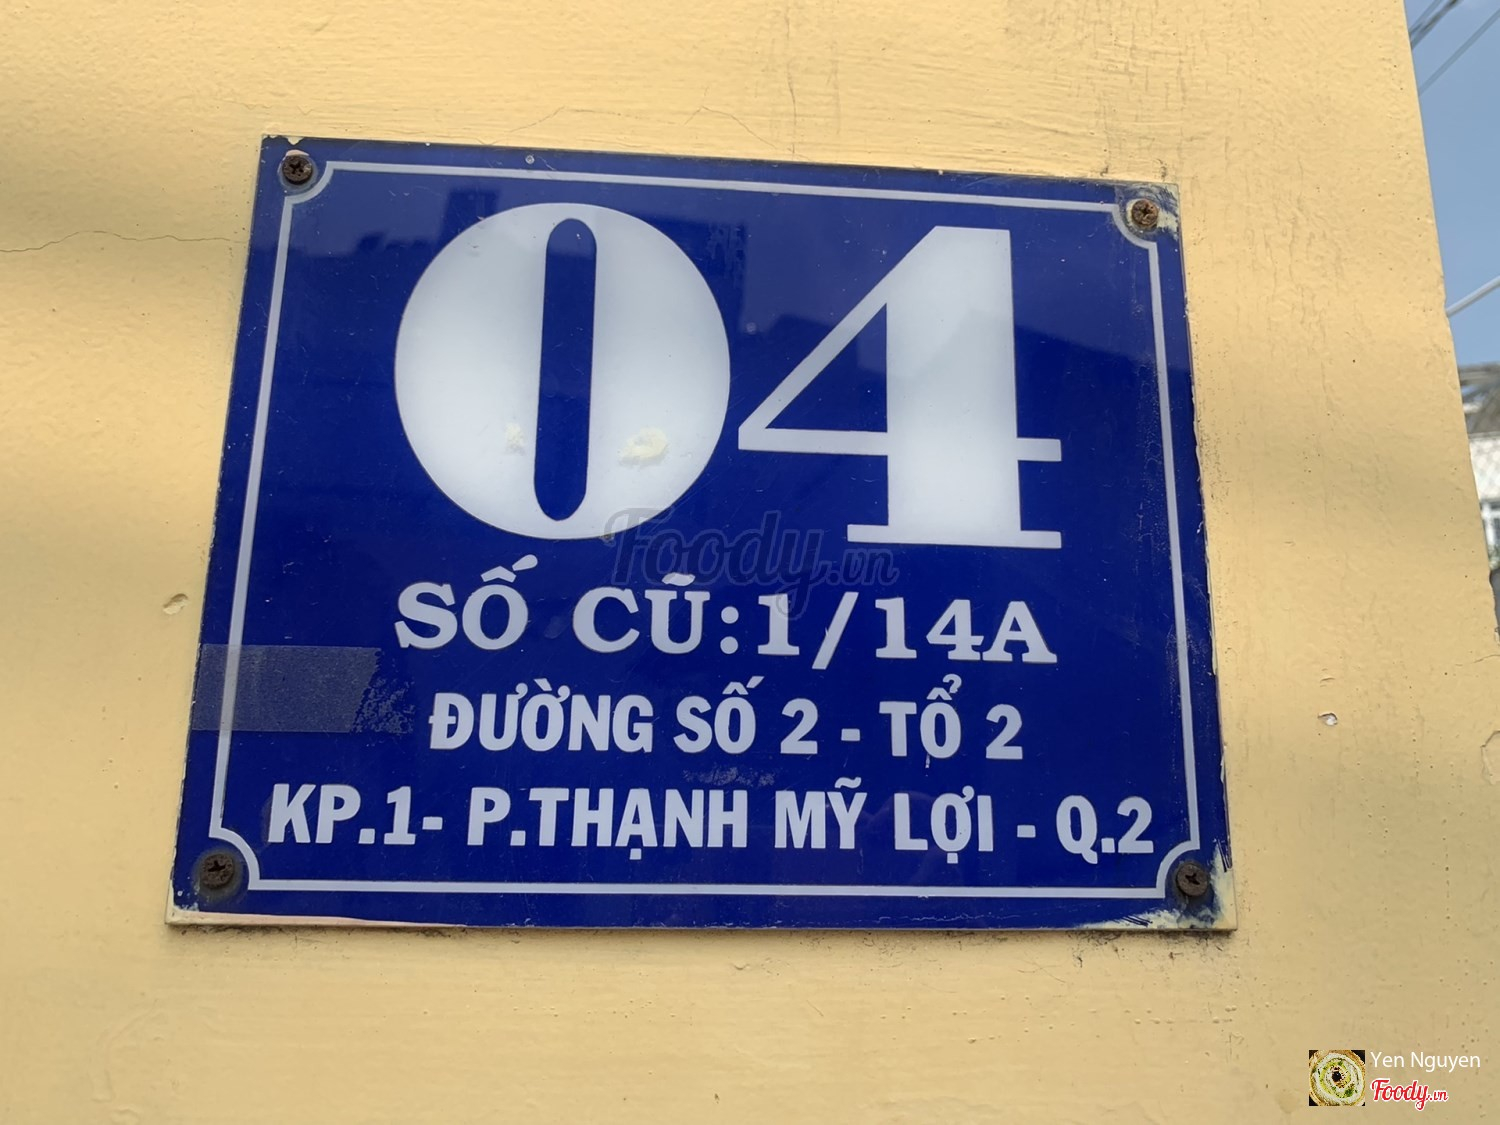 04
SỐ CŨ:1/14A
ĐƯỜNG SỐ 2 - TỔ 2
KP.1- P.THẠNH MỸ LỢI - Q.2
Foody.vn
Yen Nguyen
Foody.vn